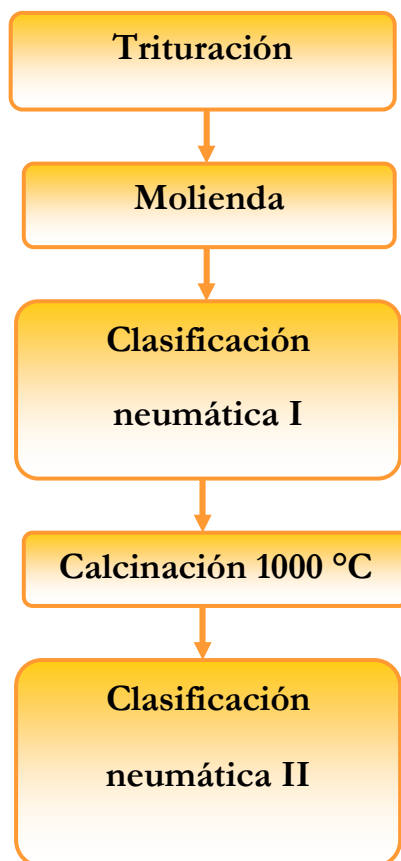 Trituración
Molienda
Clasificación
neumática I
Calcinación 1000 °C
Clasificación
neumática II